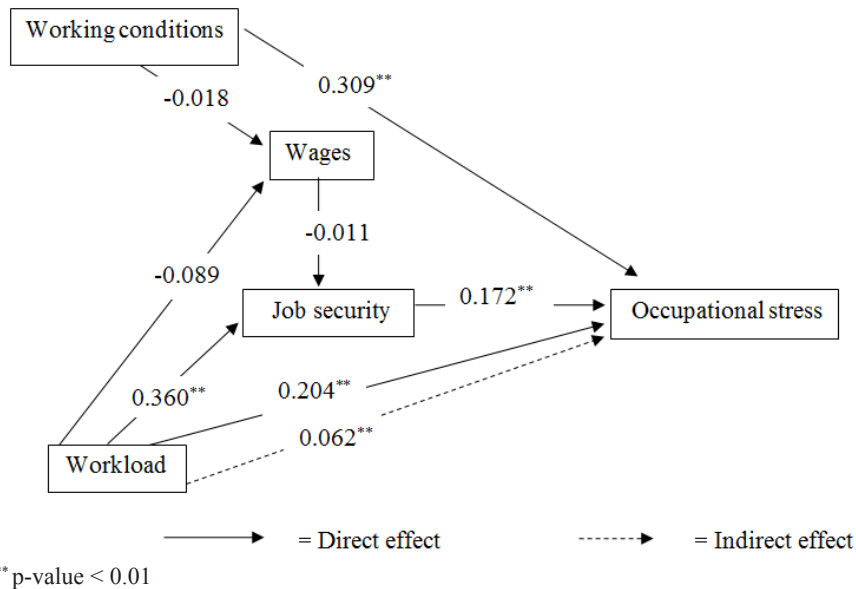 Working conditions
0.309**
-0.018
Wages
-0.011
-0.089
Job security
0.172**
Occupational stress
0.360**
0.204**
0.062**
Workload
= Direct effect
= Indirect effect
** p-value < 0.01